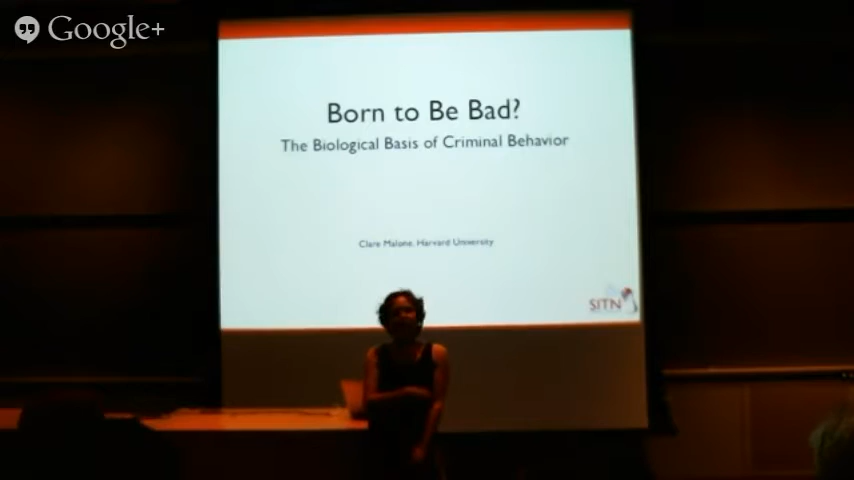 Google+
Born to Be Bad?
The Biological Basis of Criminal Behavior
Clare Malone, Harvard University
SITN